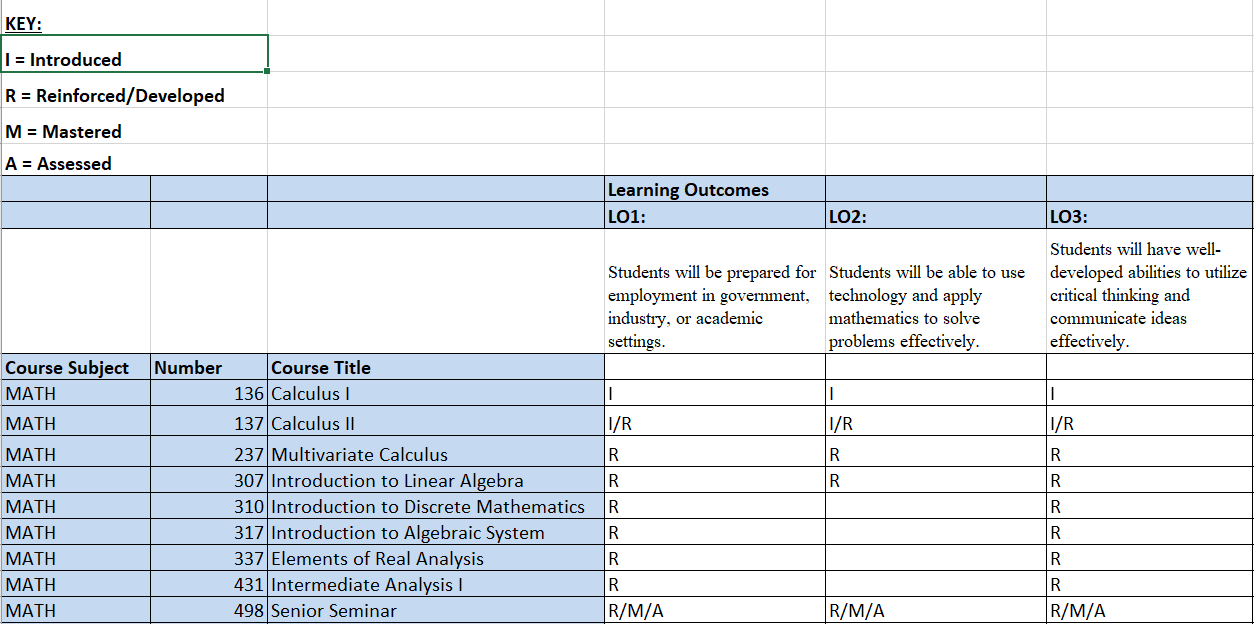 KEY:
I = Introduced
R = Reinforced/Developed
M = Mastered
A = Assessed
Learning Outcomes
LO1: LO2: LO3:
Students will be prepared for
employment in government,
industry, or academic
settings.
Students will be able to use
technology and apply
mathematics to solve
problems effectively.
Students will have well-
developed abilities to utilize
critical thinking and
communicate ideas
effectively.
Course Subject Number Course Title
MATH 136 Calculus I I I I
MATH 137 Calculus II I/R I/R I/R
MATH 237 Multivariate Calculus R R R
MATH 307 Introduction to Linear Algebra R R R
MATH 310 Introduction to Discrete Mathematics R R
MATH 317 Introduction to Algebraic System R R
MATH 337 Elements of Real Analysis R R
MATH 431 Intermediate Analysis I R R
MATH 498 Senior Seminar R/M/A R/M/A R/M/A